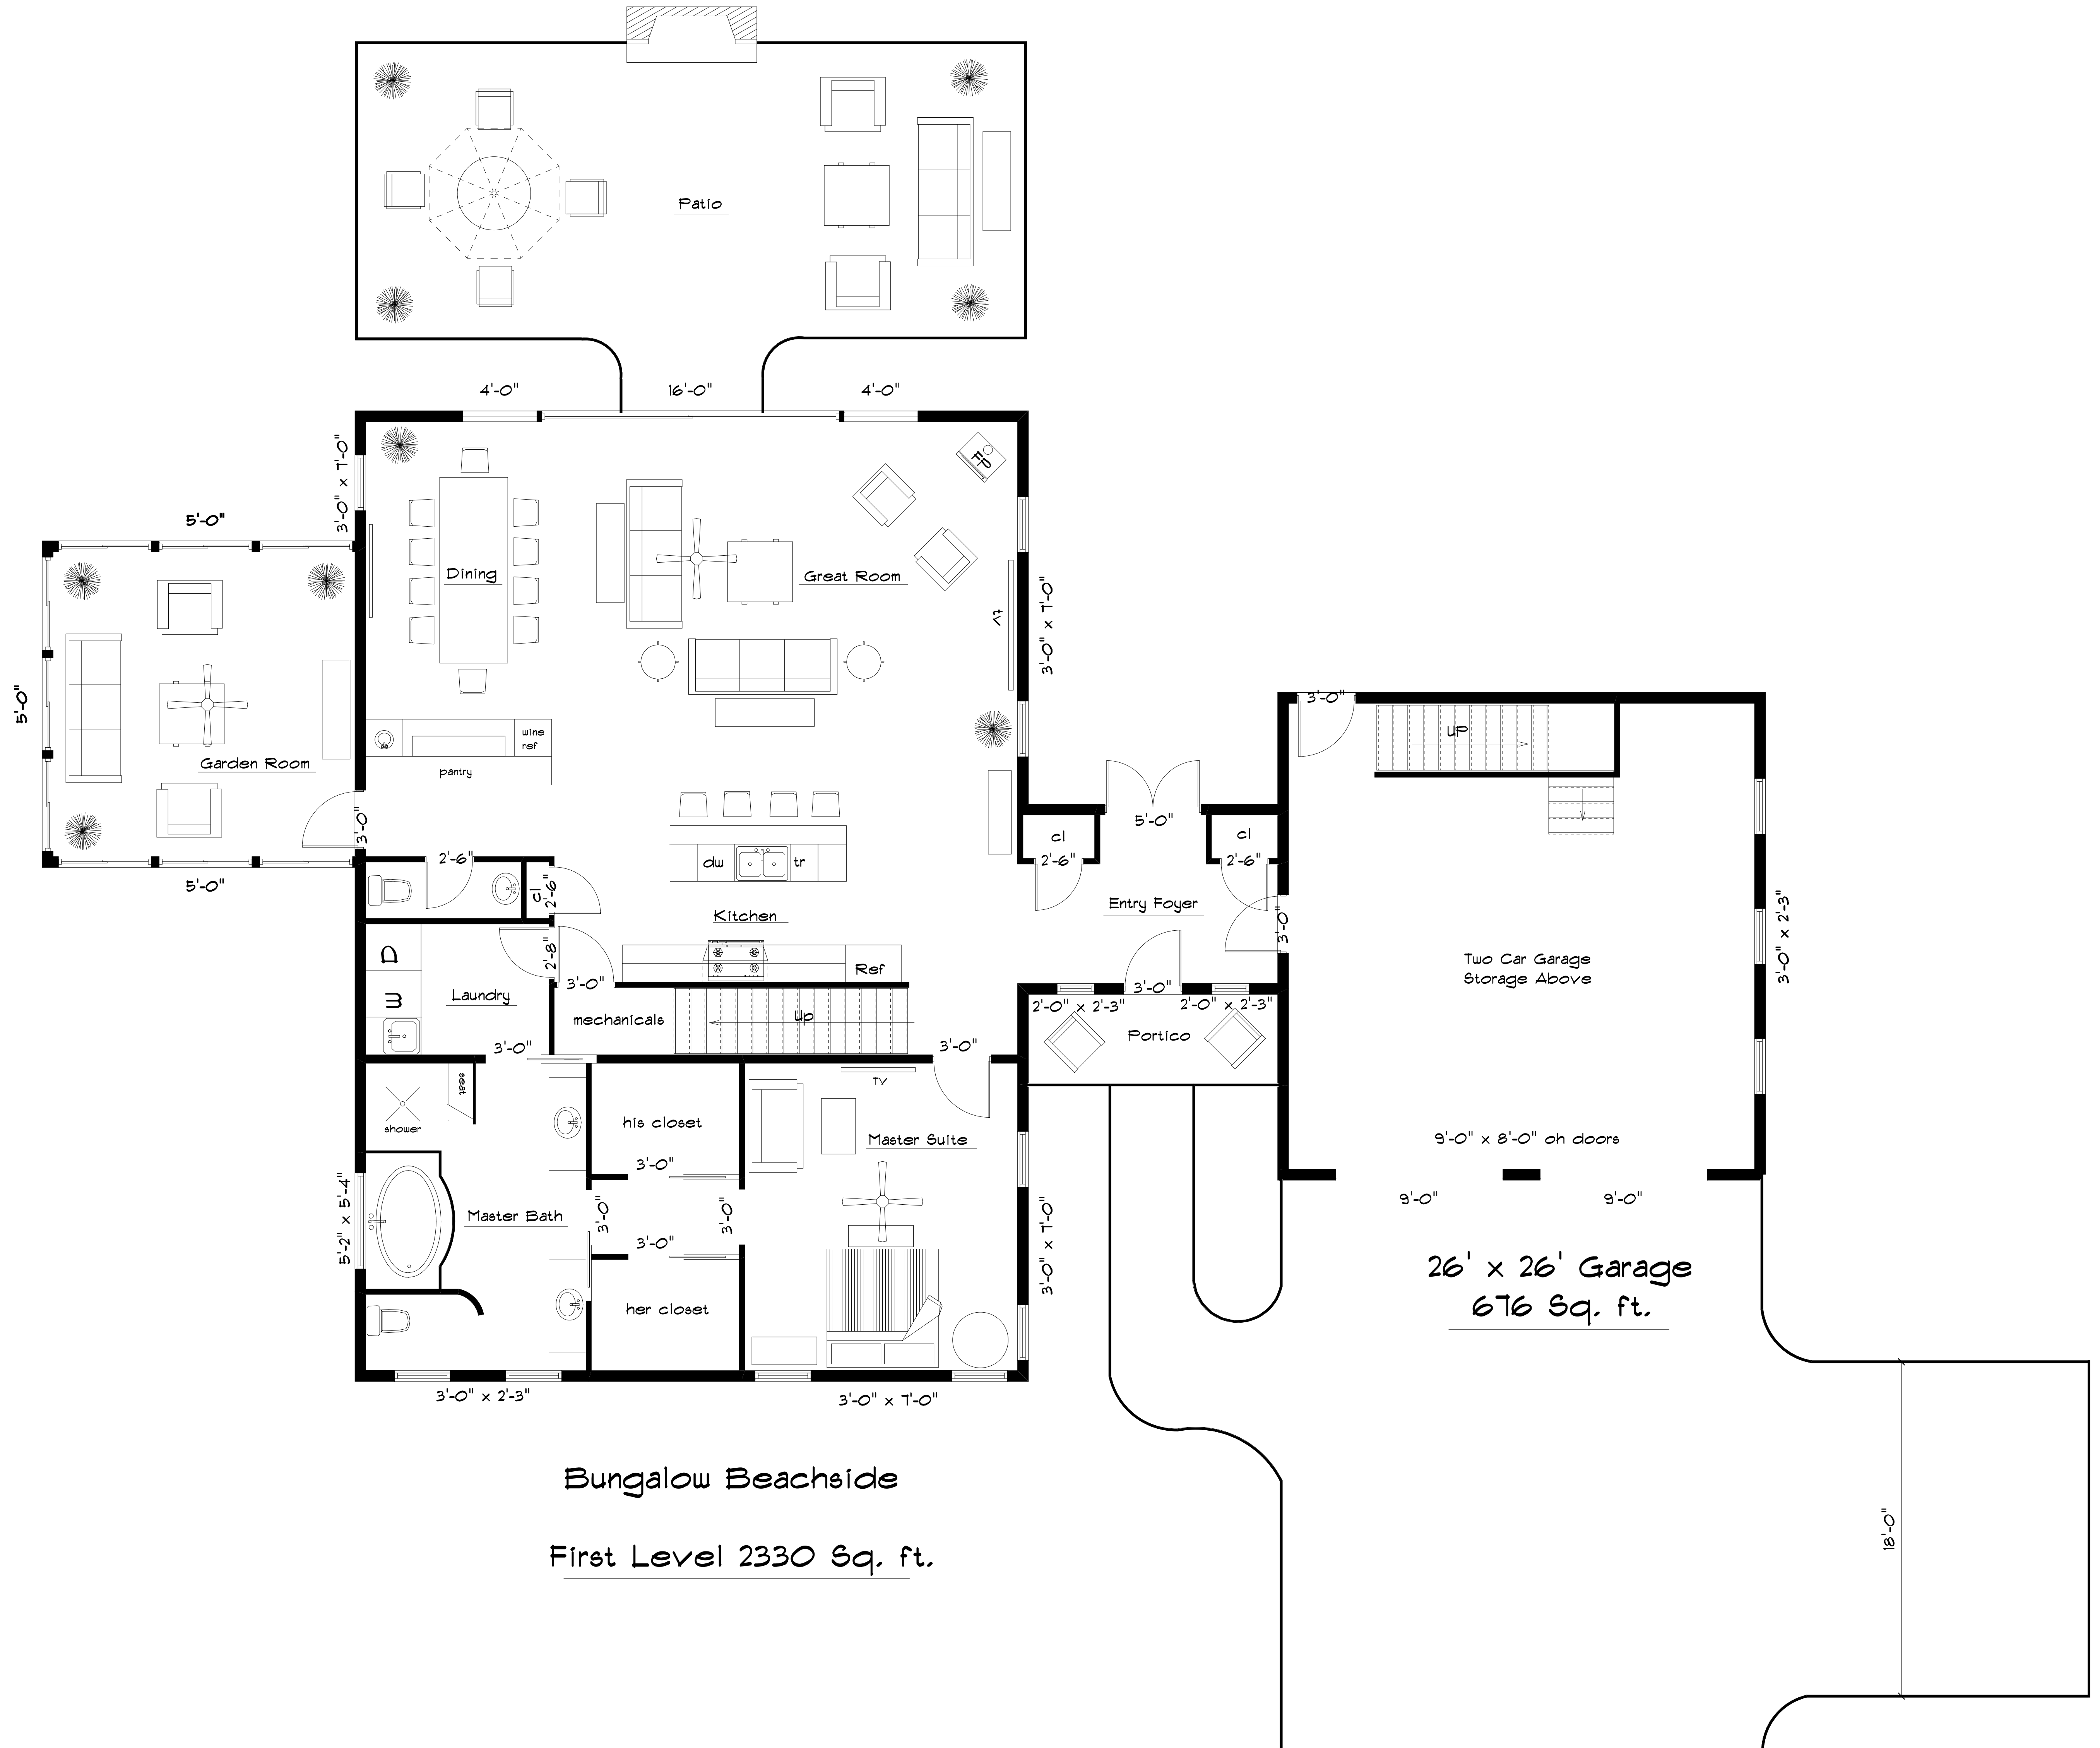 Patio
4'-0"
16'-0"
4'-0"
3'-0" x 7'-0"
5'-0"
FP
Dining
Great Room
tv
3'-0" x 7'-0"
5'-0"
wine
ref
pantry
Garden Room
3'-0"
5'-0"
3'-0"
UP
5'-0"
cl
2'-6"
cl
2'-6"
2'-6"
cl
2'-6"
dw
tr
Kitchen
Entry Foyer
3'-0"
Two Car Garage
Storage Above
3'-0" x 2'-3"
D
W
Laundry
2'-8"
3'-0"
Ref
3'-0"
2'-0" x 2'-3"
2'-0" x 2'-3"
mechanicals
Up
Portico
3'-0"
3'-0"
seat
shower
TV
his closet
Master Suite
9'-0" x 8'-0" oh doors
3'-0"
9'-0"
9'-0"
5'-2" x 5'-4"
Master Bath
3'-0"
3'-0"
3'-0"
3'-0" x 7'-0"
her closet
26' x 26' Garage
676 Sq. ft.
3'-0" x 2'-3"
3'-0" x 7'-0"
Bungalow Beachside
First Level 2330 Sq. ft.
18'-0"